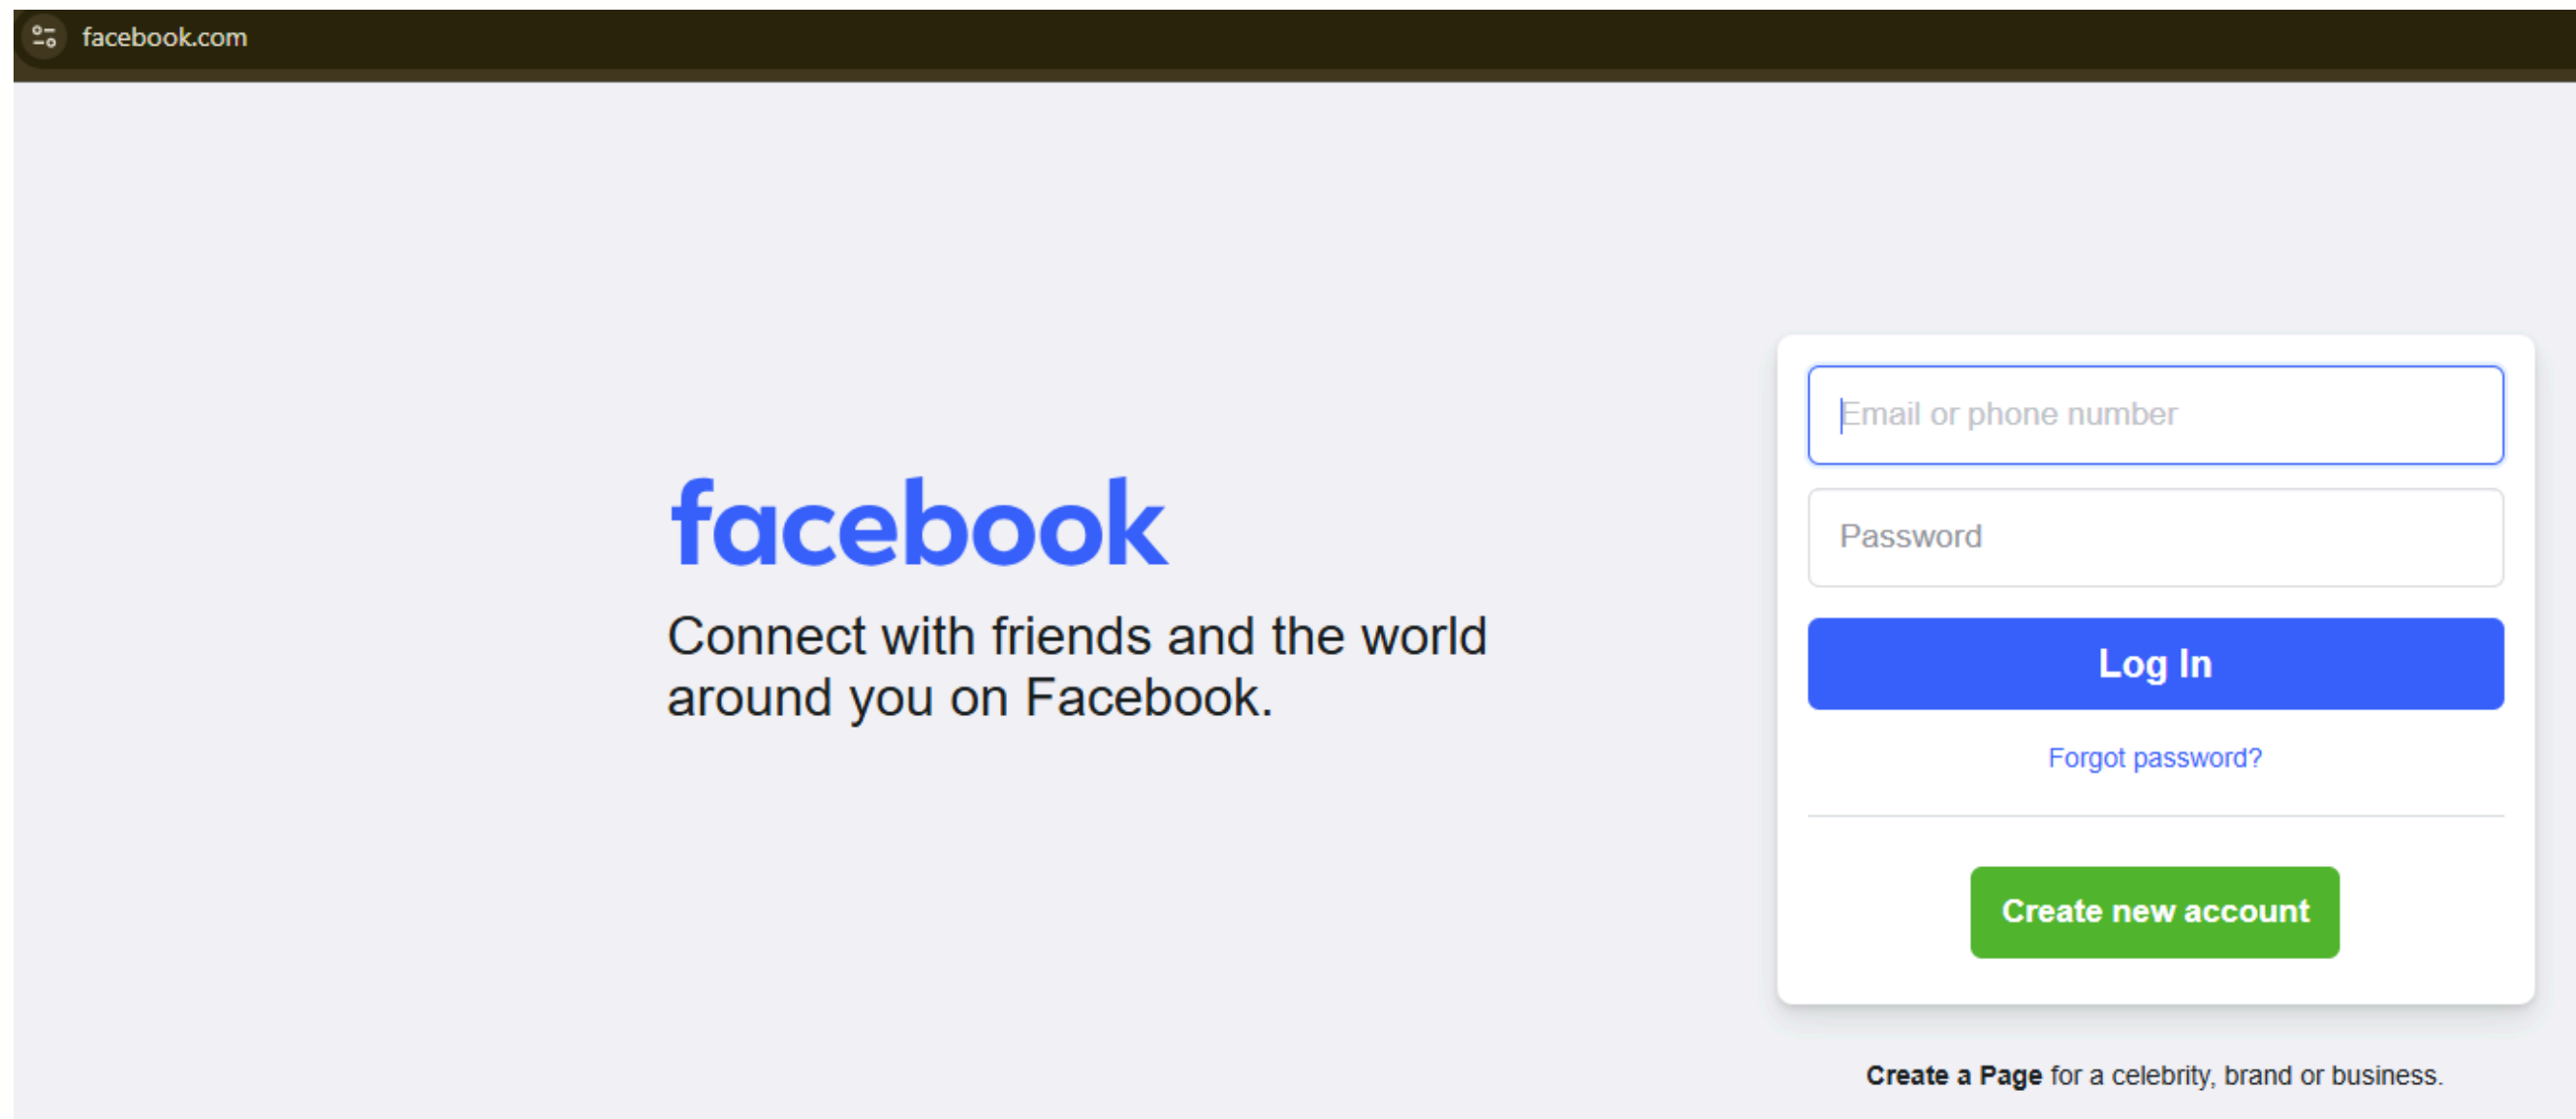 facebook.com
facebook
Connect with friends and the world
around you on Facebook.
Email or phone number
Password
Log In
Forgot password?
Create new account
Create a Page for a celebrity, brand or business.